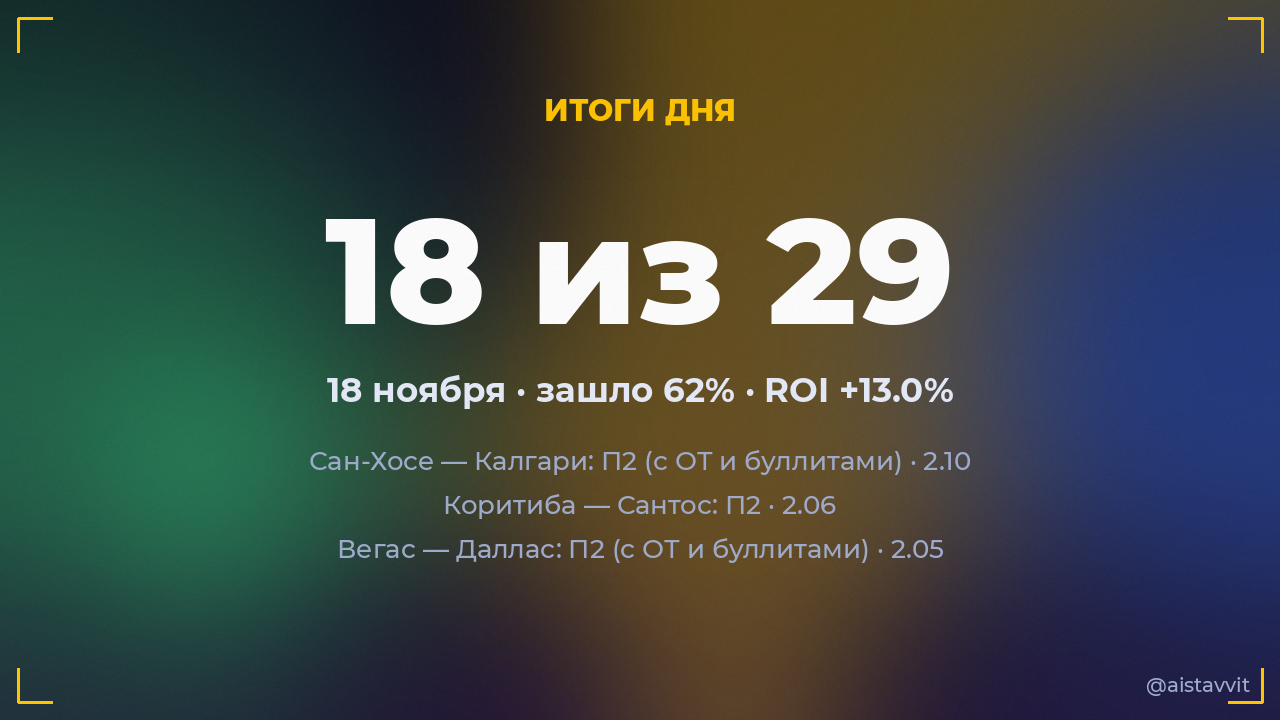 ИТОГИ ДНЯ
18 из 29
18 ноября · зашло 62% · ROI +13.0%
Сан-Хосе — Калгари: П2 (с ОТ и буллитами) · 2.10
Коритиба — Сантос: П2 · 2.06
Вегас — Даллас: П2 (с ОТ и буллитами) · 2.05
@aistavvit